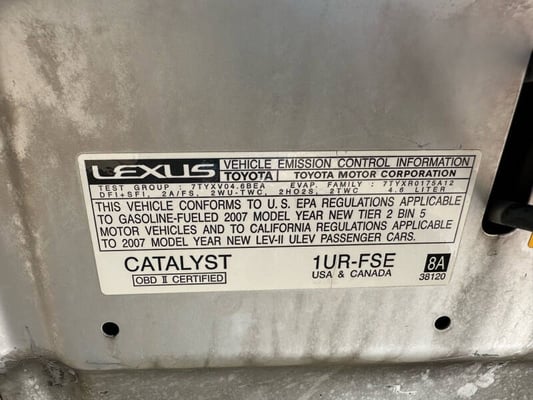 LEXUS VEHICLE EMISSION CONTROL INFORMATION
TOYOTA TOYOTA MOTOR CORPORATION
TEST GROUP : 7TYXV04.6BEA EVAP. FAMILY : 7TYXR0175A12
DFI+SFI, 2A/FS, 2WU-TWC, 2HO2S, 2TWC 4.6 LITER
THIS VEHICLE CONFORMS TO U.S. EPA REGULATIONS APPLICABLE
TO GASOLINE-FUELED 2007 MODEL YEAR NEW TIER 2 BIN 5
MOTOR VEHICLES AND TO CALIFORNIA REGULATIONS APPLICABLE
TO 2007 MODEL YEAR NEW LEV-II ULEV PASSENGER CARS.
CATALYST 1UR-FSE 8A
OBD II CERTIFIED USA & CANADA 38120